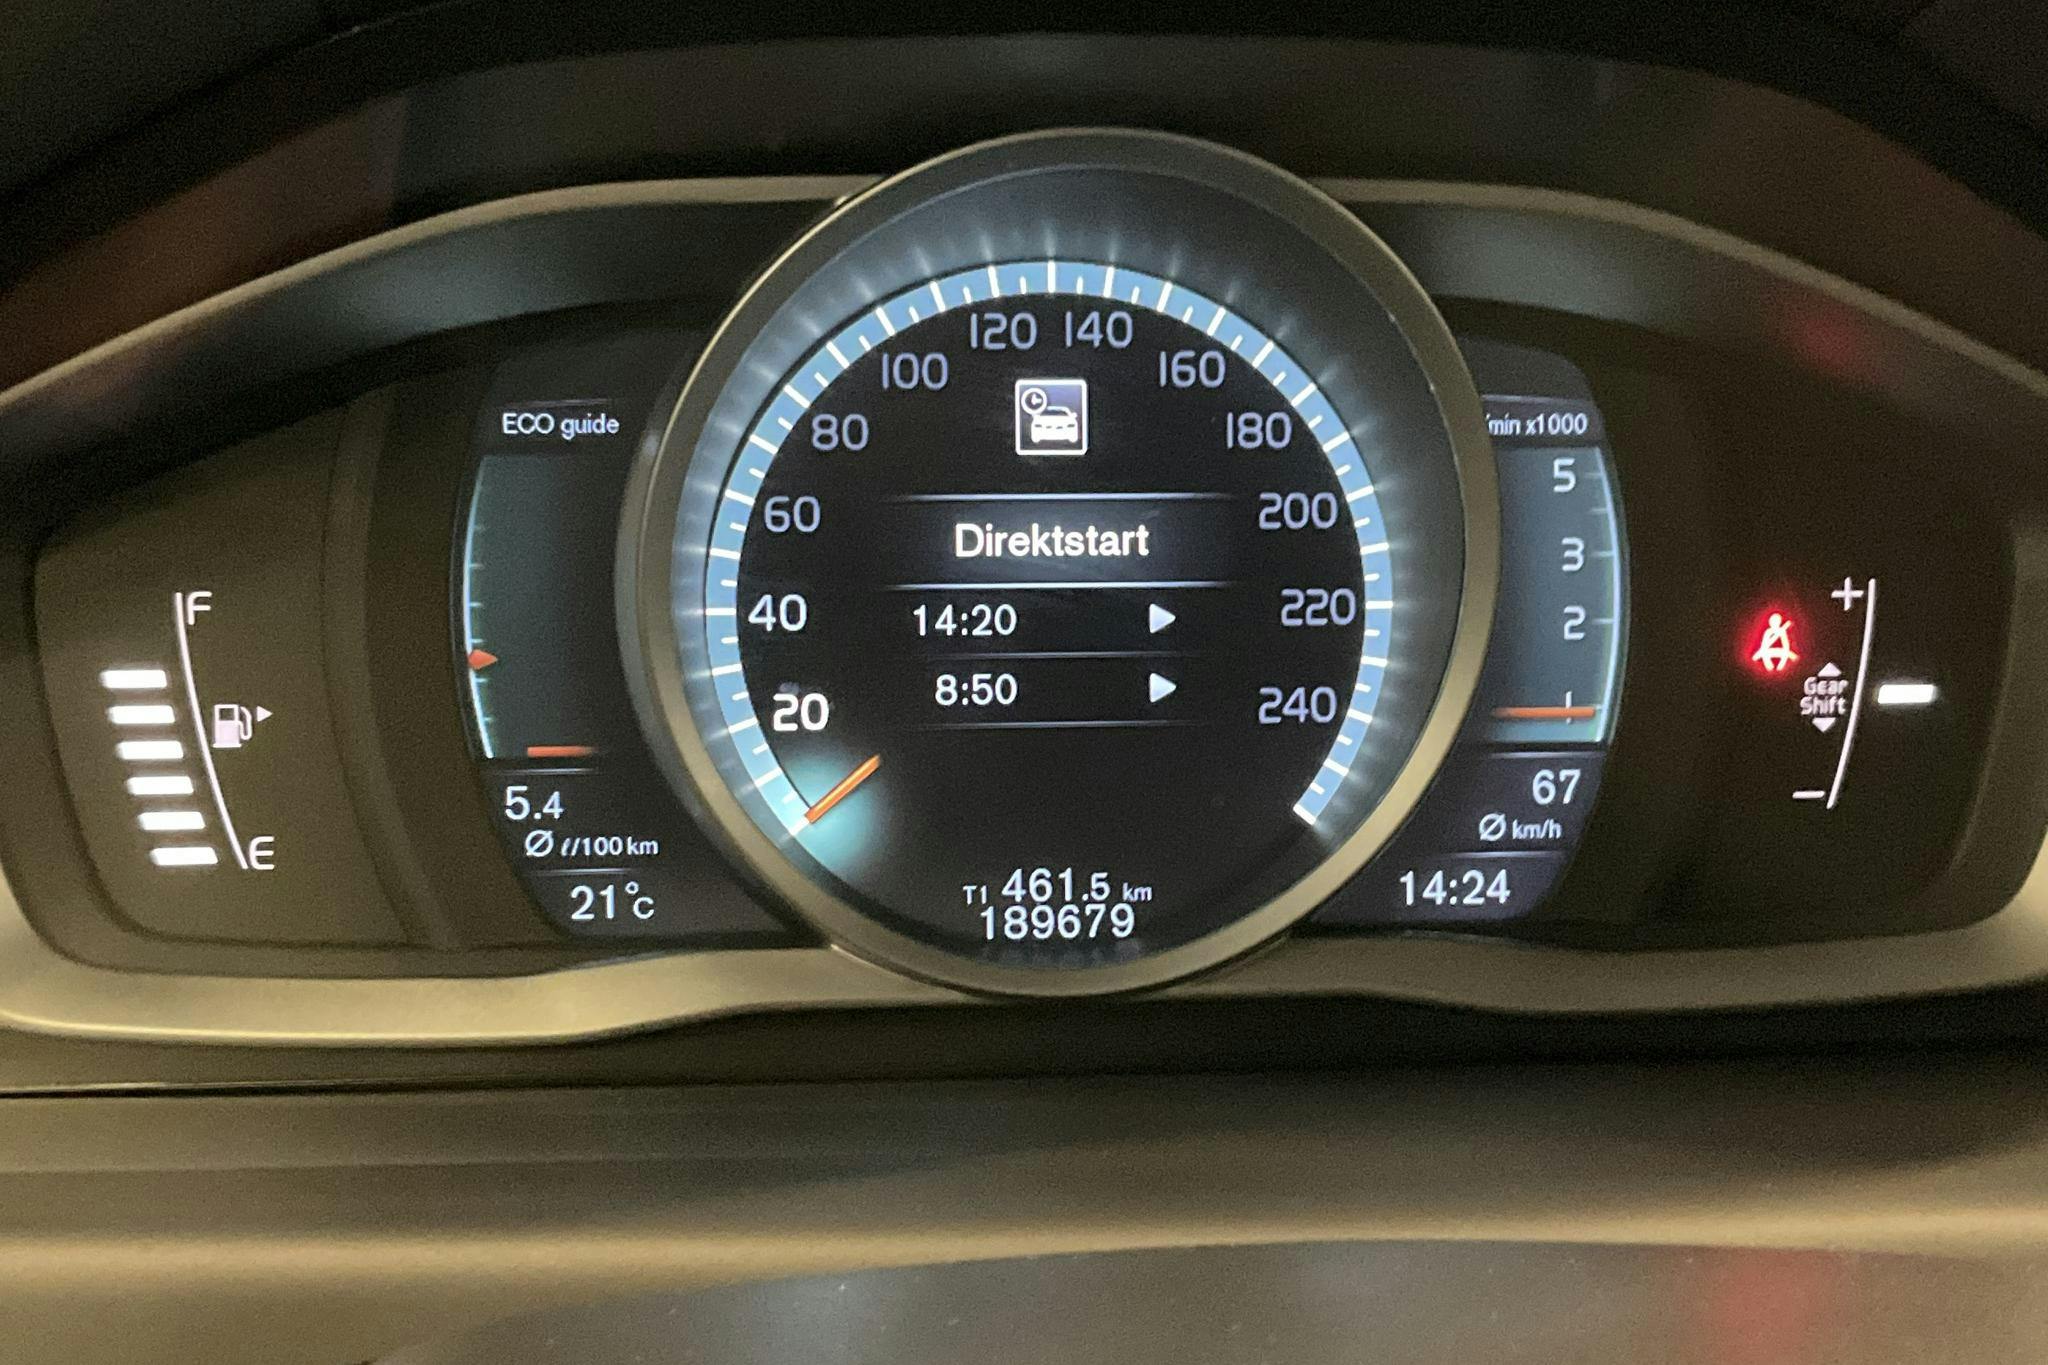 120 140
100 160
80 180
60 200
40 220
20 240
Direktstart
14:20
8:50
T1 461.5 km
189679
F
E
ECO guide
5.4
Ø ℓ/100 km
21°C
min x1000
5
3
2
1
67
Ø km/h
14:24
+
Gear
Shift
−